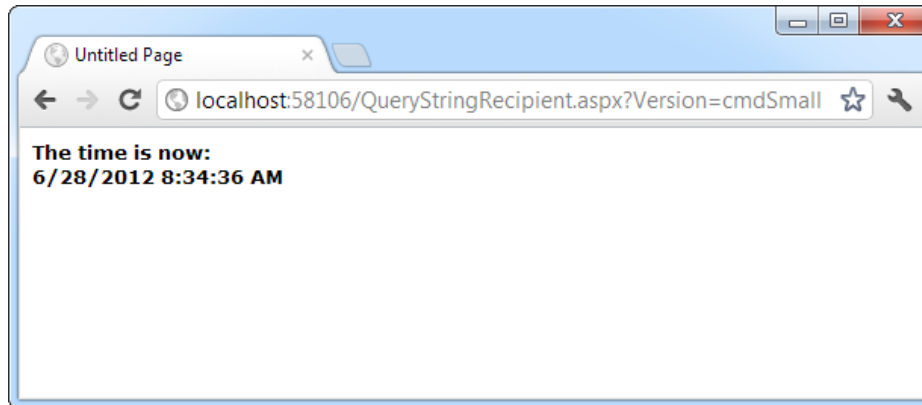 Untitled Page
localhost:58106/QueryStringRecipient.aspx?Version=cmdSmall
The time is now:
6/28/2012 8:34:36 AM